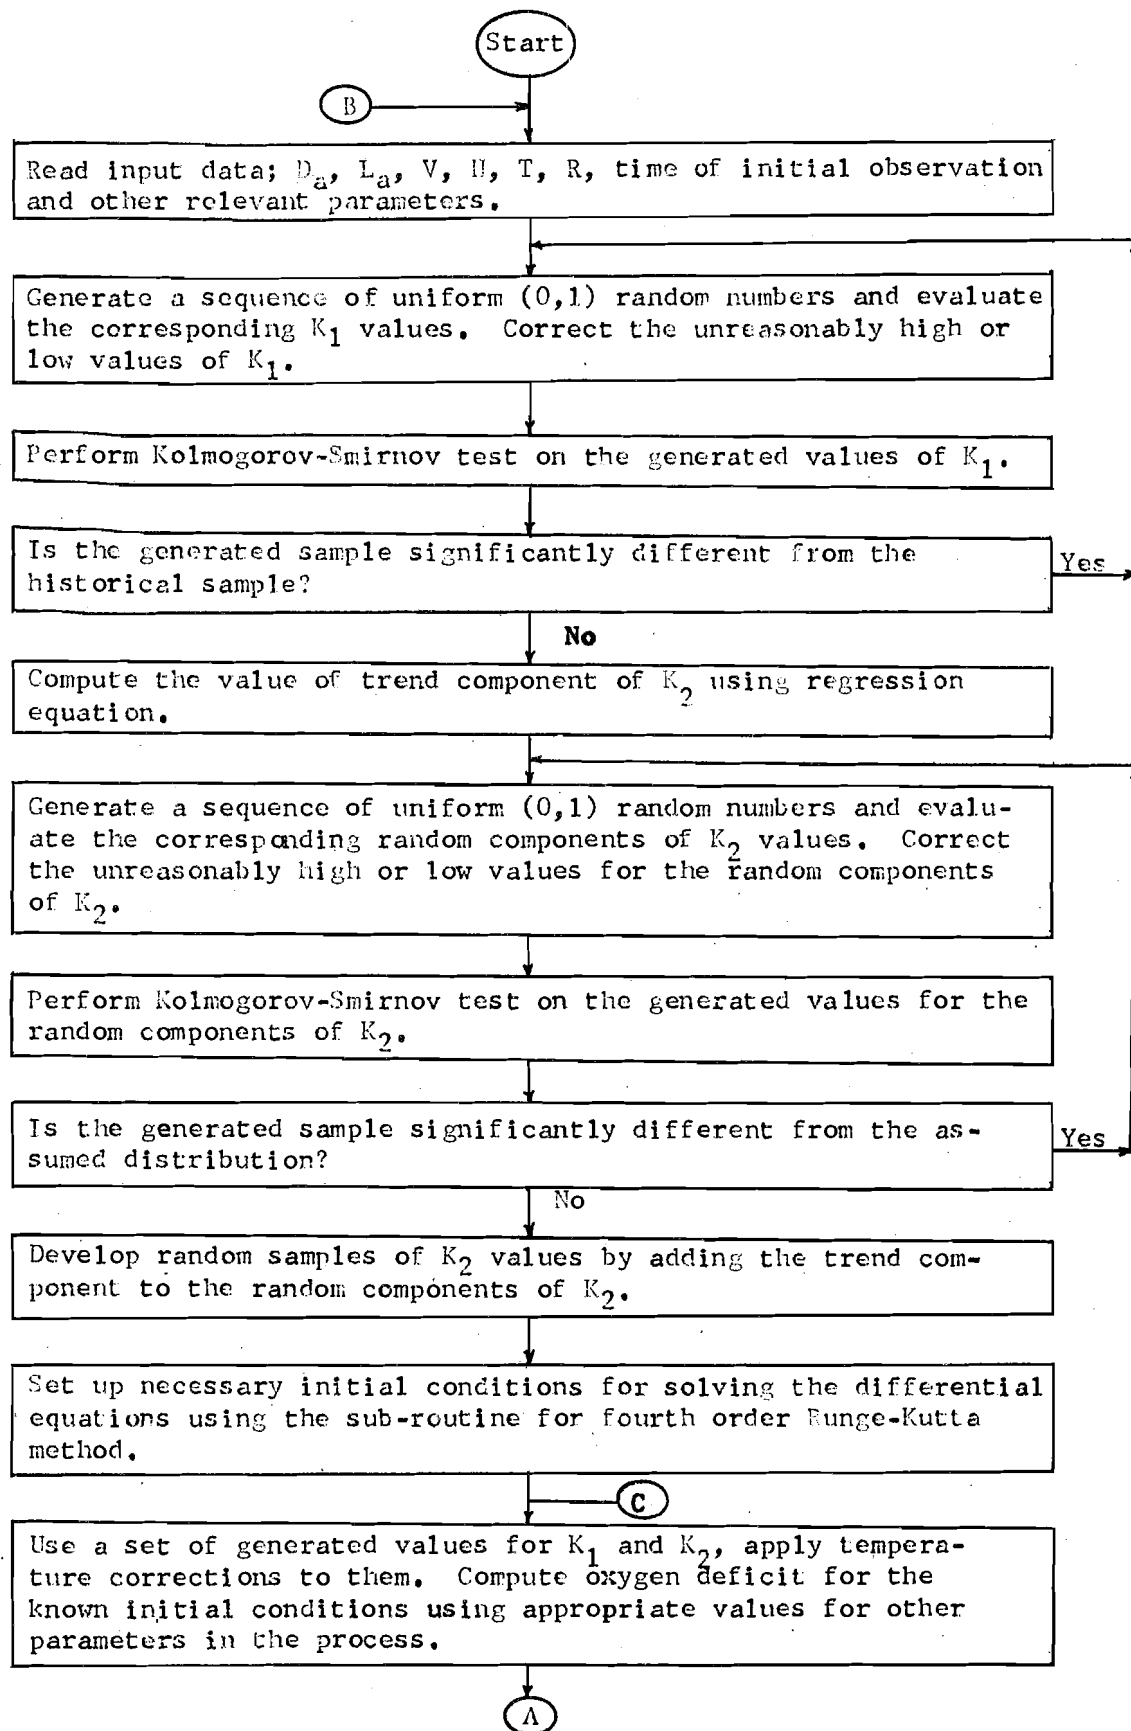 Start
B
Read input data; Dₐ, Lₐ, V, H, T, R, time of initial observation
and other relevant parameters.
Generate a sequence of uniform (0,1) random numbers and evaluate
the corresponding K₁ values. Correct the unreasonably high or
low values of K₁.
Perform Kolmogorov-Smirnov test on the generated values of K₁.
Is the generated sample significantly different from the
historical sample?
Yes
No
Compute the value of trend component of K₂ using regression
equation.
Generate a sequence of uniform (0,1) random numbers and evalu-
ate the corresponding random components of K₂ values. Correct
the unreasonably high or low values for the random components
of K₂.
Perform Kolmogorov-Smirnov test on the generated values for the
random components of K₂.
Is the generated sample significantly different from the as-
sumed distribution?
Yes
No
Develop random samples of K₂ values by adding the trend com-
ponent to the random components of K₂.
Set up necessary initial conditions for solving the differential
equations using the sub-routine for fourth order Runge-Kutta
method.
C
Use a set of generated values for K₁ and K₂, apply tempera-
ture corrections to them. Compute oxygen deficit for the
known initial conditions using appropriate values for other
parameters in the process.
A